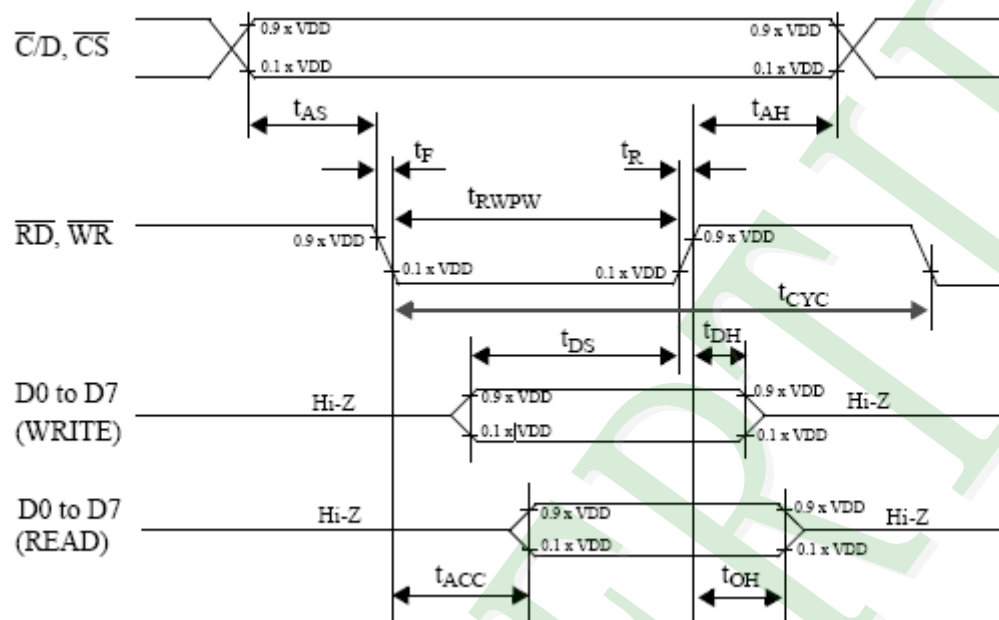 C̅/D, C̅S̅
0.9 x VDD 0.9 x VDD
0.1 x VDD 0.1 x VDD
tAS tAH
tF tR
tRWPW
R̅D̅, W̅R̅
0.9 x VDD 0.9 x VDD
0.1 x VDD 0.1 x VDD
tCYC
tDS tDH
D0 to D7
(WRITE)
Hi-Z 0.9 x VDD 0.9 x VDD Hi-Z
0.1 x VDD 0.1 x VDD
D0 to D7
(READ)
Hi-Z 0.9 x VDD 0.9 x VDD Hi-Z
0.1 x VDD 0.1 x VDD
tACC tOH